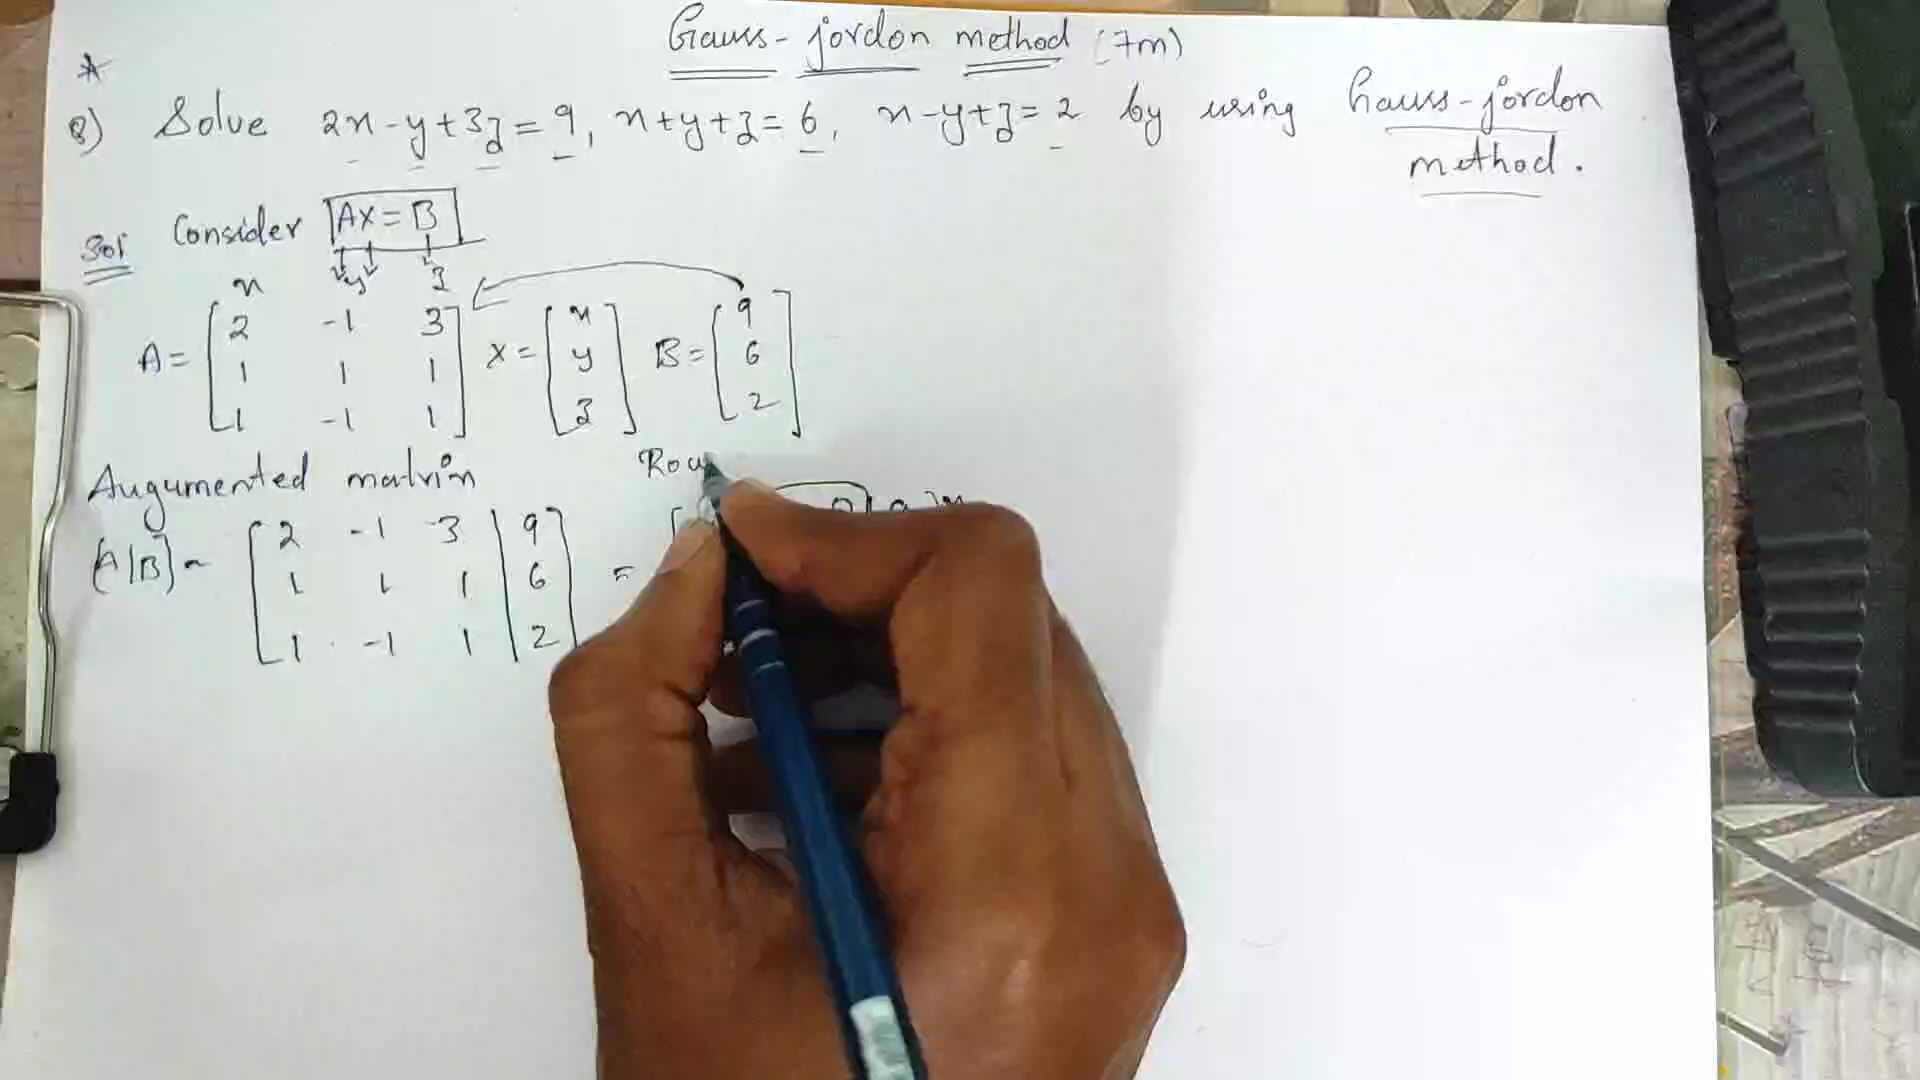 Gauss-jordon method (7m)
*
Q) Solve 2x-y+3z=9, x+y+z=6, x-y+z=2 by using Gauss-jordon
method.
Sol Consider AX=B
x y z
A= [2 -1 3
1 1 1
1 -1 1] X= [x
y
z] B= [9
6
2]
Augumented matrix Row
[A|B]~ [2 -1 3 | 9
1 1 1 | 6
1 -1 1 | 2] =